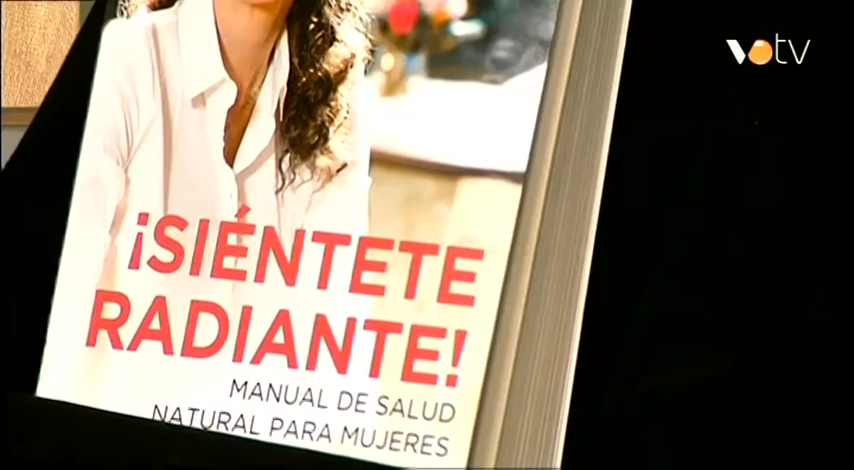 votv
¡SIÉNTETE
RADIANTE!
MANUAL DE SALUD
NATURAL PARA MUJERES